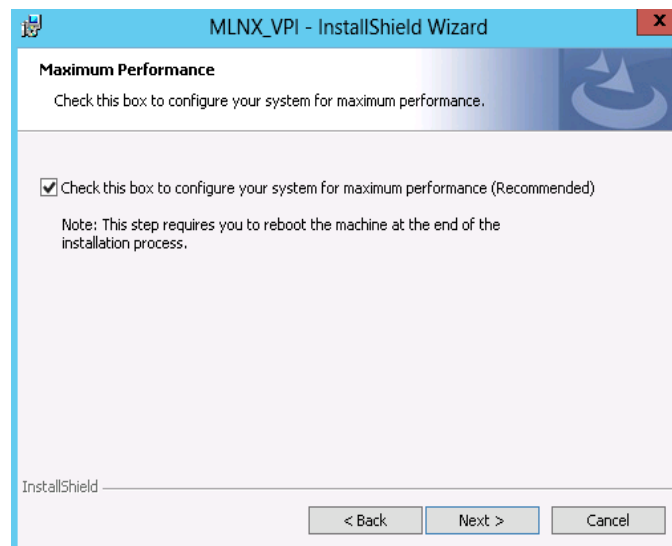 MLNX_VPI - InstallShield Wizard
x
Maximum Performance
Check this box to configure your system for maximum performance.
Check this box to configure your system for maximum performance (Recommended)
Note: This step requires you to reboot the machine at the end of the
installation process.
InstallShield
< Back Next > Cancel